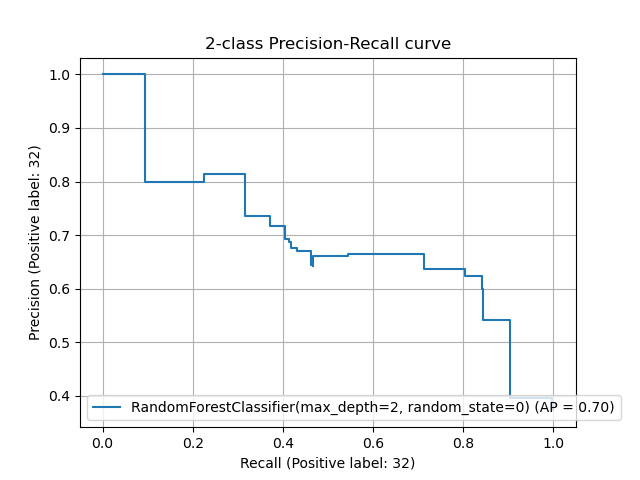 2-class Precision-Recall curve
Precision (Positive label: 32)
1.0
0.9
0.8
0.7
0.6
0.5
0.4
RandomForestClassifier(max_depth=2, random_state=0) (AP = 0.70)
0.0 0.2 0.4 0.6 0.8 1.0
Recall (Positive label: 32)